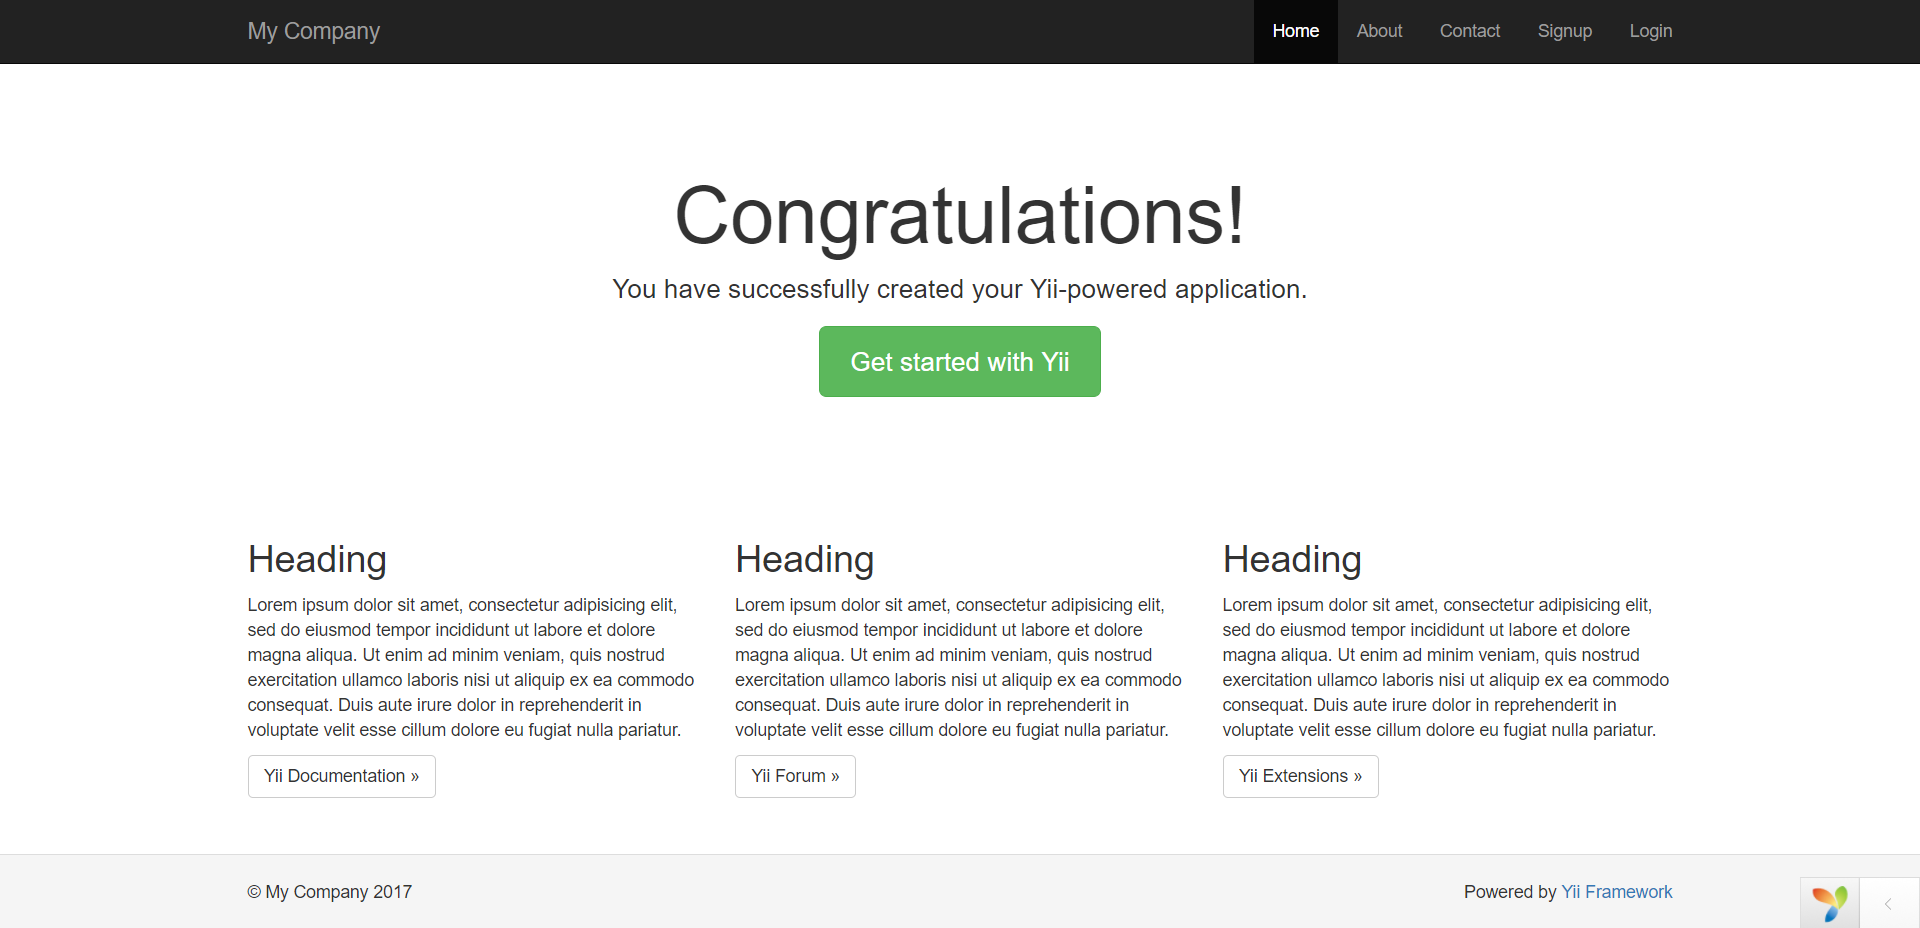 My Company
Home About Contact Signup Login
Congratulations!
You have successfully created your Yii-powered application.
Get started with Yii
Heading
Lorem ipsum dolor sit amet, consectetur adipisicing elit,
sed do eiusmod tempor incididunt ut labore et dolore
magna aliqua. Ut enim ad minim veniam, quis nostrud
exercitation ullamco laboris nisi ut aliquip ex ea commodo
consequat. Duis aute irure dolor in reprehenderit in
voluptate velit esse cillum dolore eu fugiat nulla pariatur.
Yii Documentation »
Heading
Lorem ipsum dolor sit amet, consectetur adipisicing elit,
sed do eiusmod tempor incididunt ut labore et dolore
magna aliqua. Ut enim ad minim veniam, quis nostrud
exercitation ullamco laboris nisi ut aliquip ex ea commodo
consequat. Duis aute irure dolor in reprehenderit in
voluptate velit esse cillum dolore eu fugiat nulla pariatur.
Yii Forum »
Heading
Lorem ipsum dolor sit amet, consectetur adipisicing elit,
sed do eiusmod tempor incididunt ut labore et dolore
magna aliqua. Ut enim ad minim veniam, quis nostrud
exercitation ullamco laboris nisi ut aliquip ex ea commodo
consequat. Duis aute irure dolor in reprehenderit in
voluptate velit esse cillum dolore eu fugiat nulla pariatur.
Yii Extensions »
© My Company 2017
Powered by Yii Framework